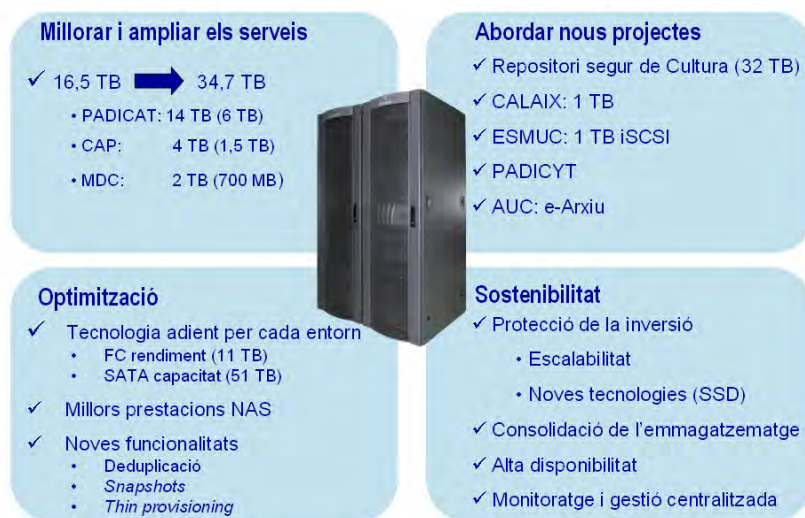 Millorar i ampliar els serveis
✓ 16,5 TB 34,7 TB
• PADICAT: 14 TB (6 TB)
• CAP: 4 TB (1,5 TB)
• MDC: 2 TB (700 MB)
Abordar nous projectes
✓ Repositori segur de Cultura (32 TB)
✓ CALAIX: 1 TB
✓ ESMUC: 1 TB iSCSI
✓ PADICYT
✓ AUC: e-Arxiu
Optimització
✓ Tecnologia adient per cada entorn
• FC rendiment (11 TB)
• SATA capacitat (51 TB)
✓ Millors prestacions NAS
✓ Noves funcionalitats
• Deduplicació
• Snapshots
• Thin provisioning
Sostenibilitat
✓ Protecció de la inversió
• Escalabilitat
• Noves tecnologies (SSD)
✓ Consolidació de l'emmagatzematge
✓ Alta disponibilitat
✓ Monitoratge i gestió centralitzada